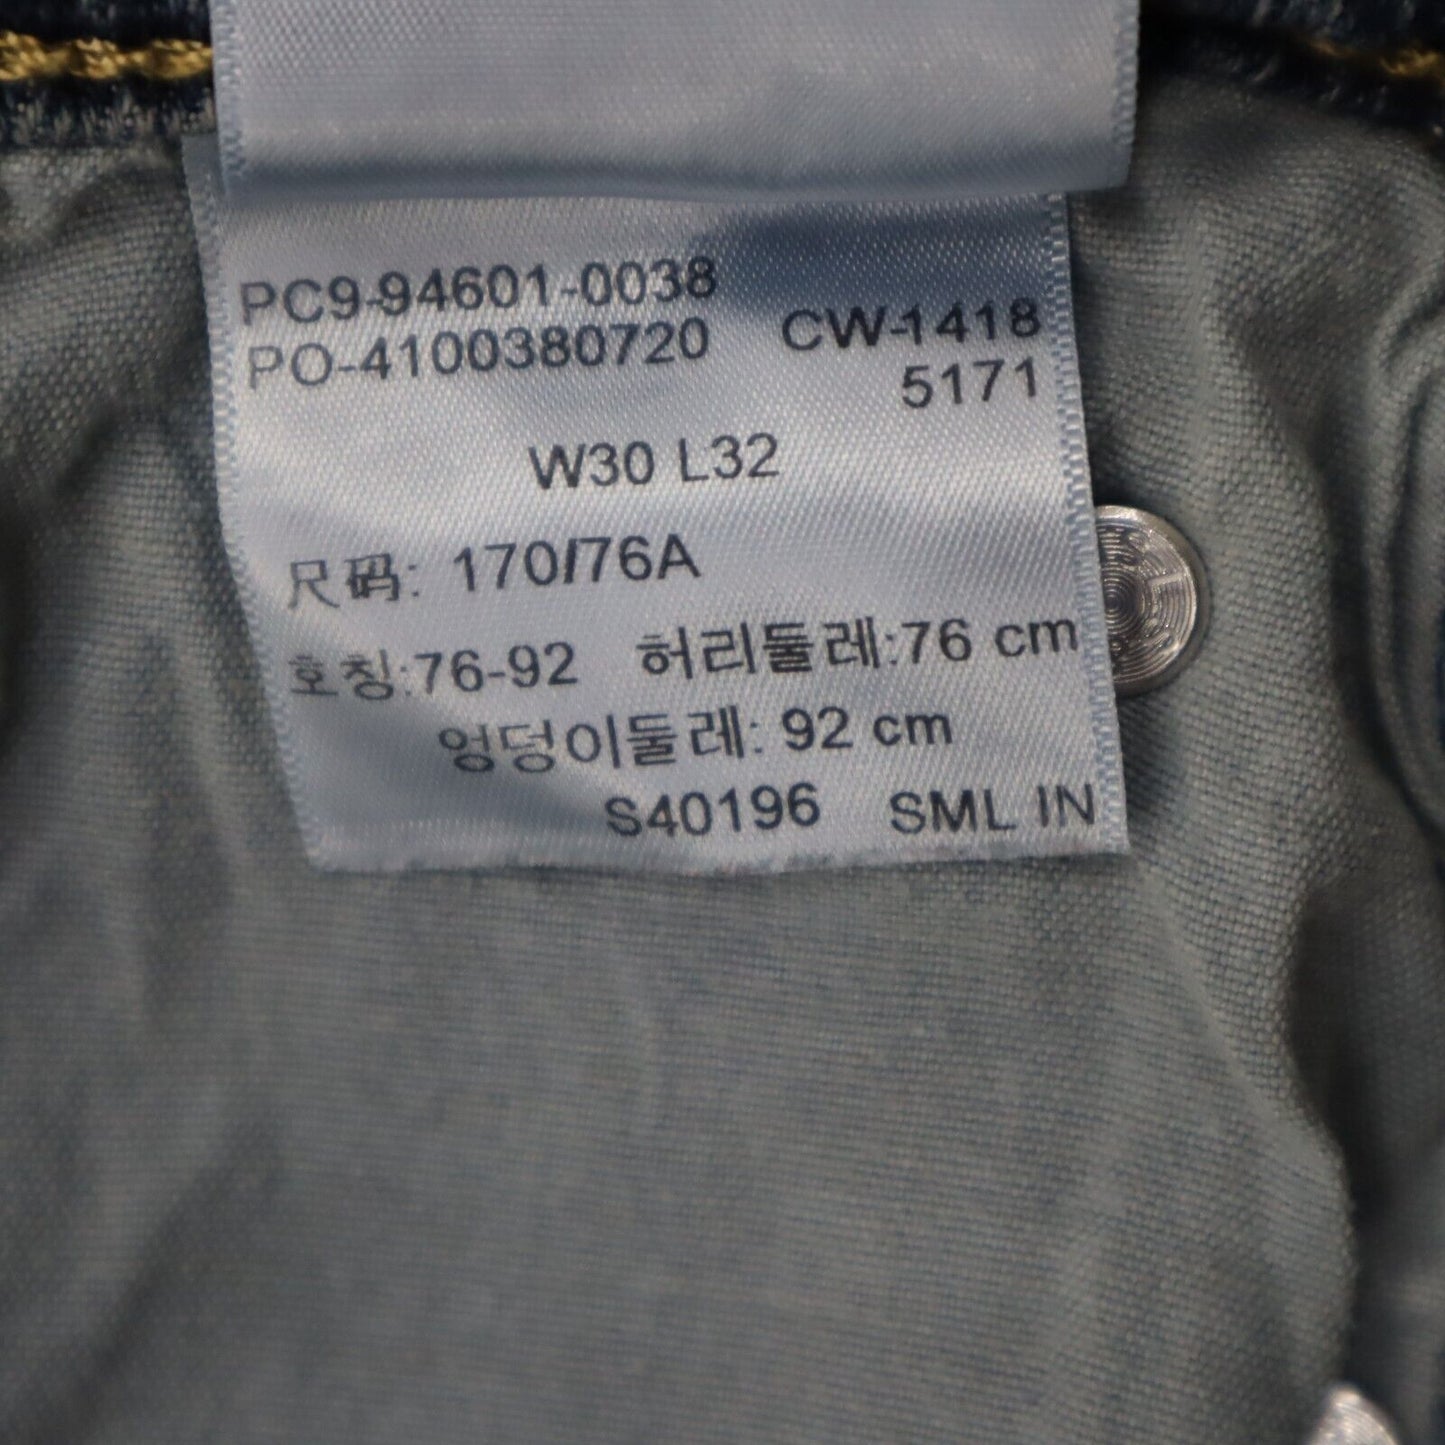 PC9-94601-0038
PO-4100380720 CW-1418
5171
W30 L32
尺码: 170/76A
호칭:76-92 허리둘레:76 cm
엉덩이둘레: 92 cm
S40196 SML IN